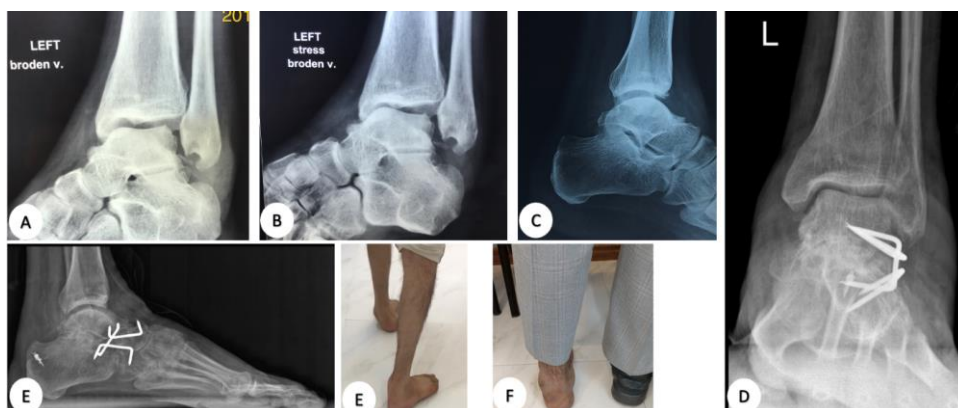 201
LEFT
broden v.
A
LEFT
stress
broden v.
B
C
L
D
E
E
F